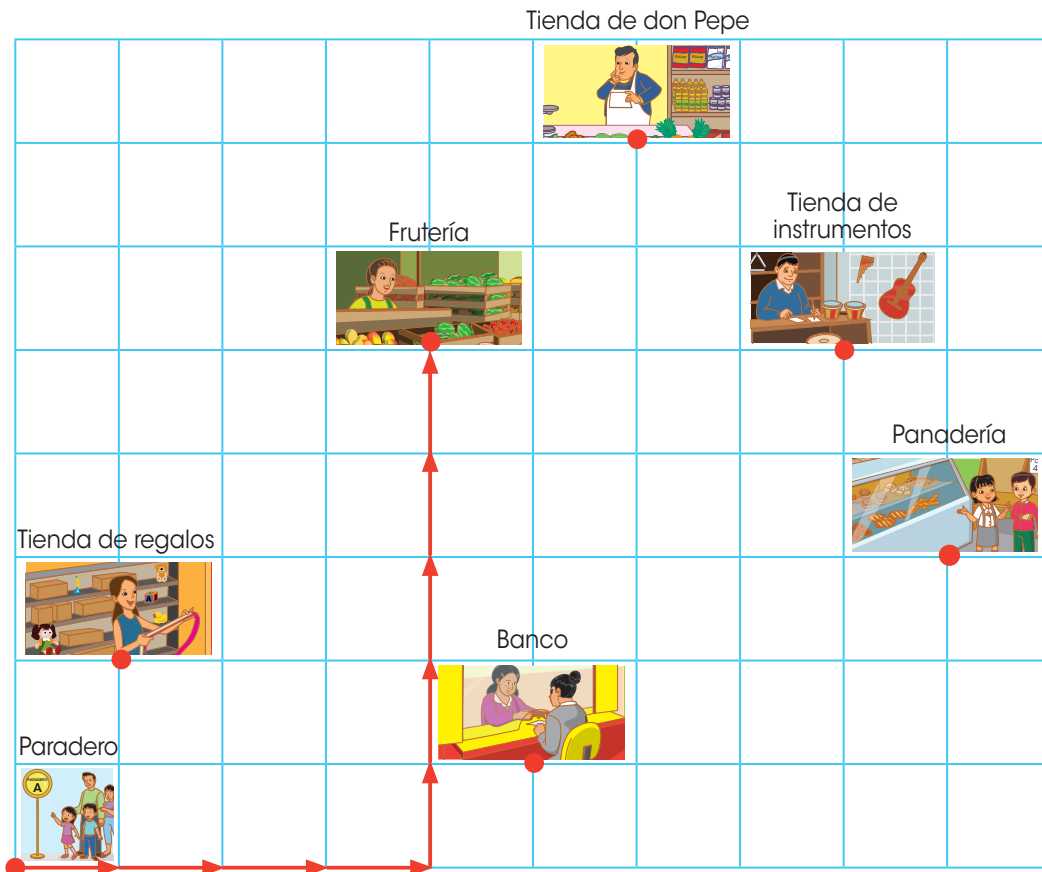 Tienda de don Pepe
Tienda de
instrumentos
Frutería
Panadería
Tienda de regalos
Banco
Paradero
PARADERO
A